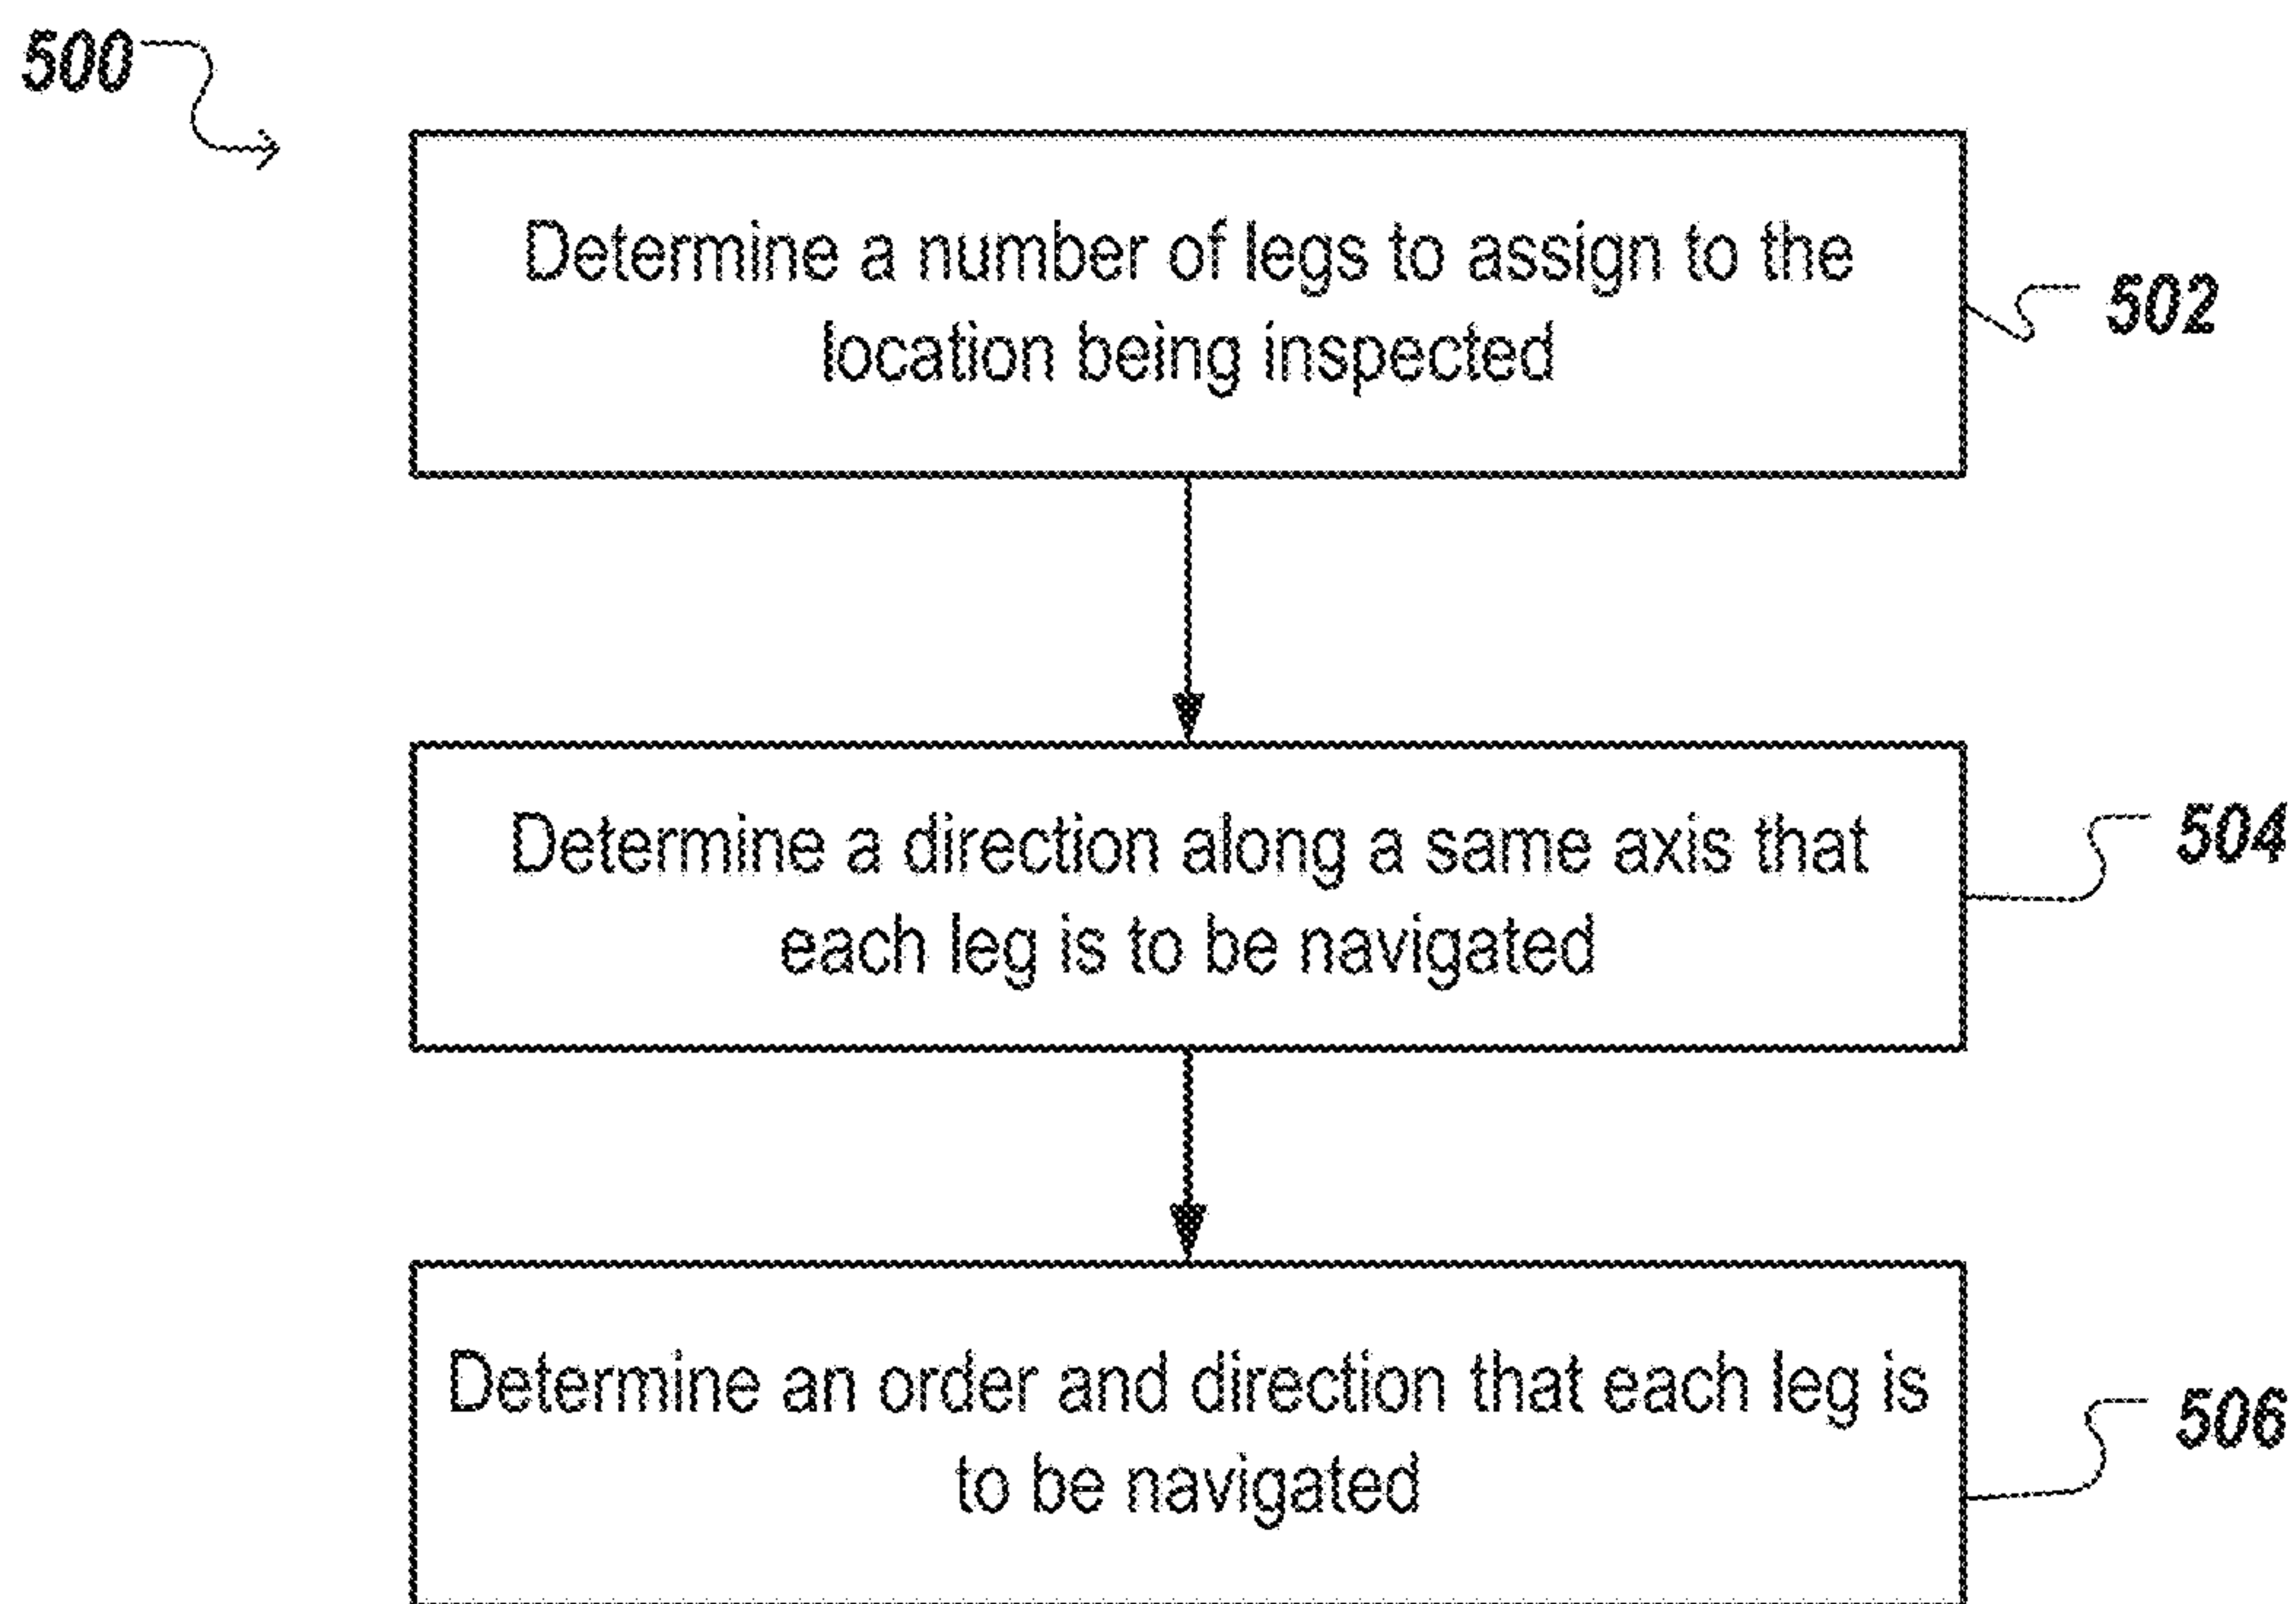 500
Determine a number of legs to assign to the
location being inspected
502
Determine a direction along a same axis that
each leg is to be navigated
504
Determine an order and direction that each leg is
to be navigated
506